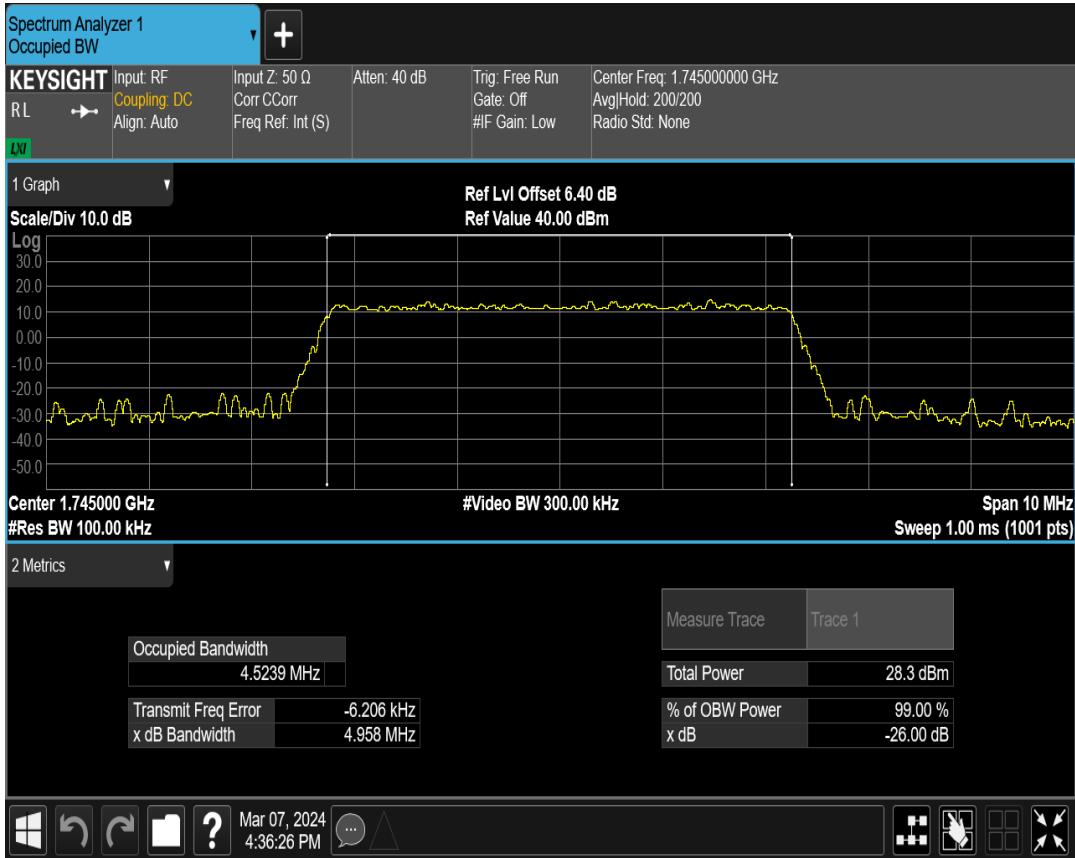 Spectrum Analyzer 1
Occupied BW
KEYSIGHT
RL
LXI
Input: RF
Coupling: DC
Align: Auto
Input Z: 50 Ω
Corr CCorr
Freq Ref: Int (S)
Atten: 40 dB
Trig: Free Run
Gate: Off
#IF Gain: Low
Center Freq: 1.745000000 GHz
Avg|Hold: 200/200
Radio Std: None
1 Graph
Scale/Div 10.0 dB
Ref Lvl Offset 6.40 dB
Ref Value 40.00 dBm
Log
30.0
20.0
10.0
0.00
-10.0
-20.0
-30.0
-40.0
-50.0
Center 1.745000 GHz
#Video BW 300.00 kHz
Span 10 MHz
#Res BW 100.00 kHz
Sweep 1.00 ms (1001 pts)
2 Metrics
Measure Trace Trace 1
Occupied Bandwidth
4.5239 MHz
Total Power 28.3 dBm
Transmit Freq Error -6.206 kHz
% of OBW Power 99.00 %
x dB Bandwidth 4.958 MHz
x dB -26.00 dB
Mar 07, 2024
4:36:26 PM